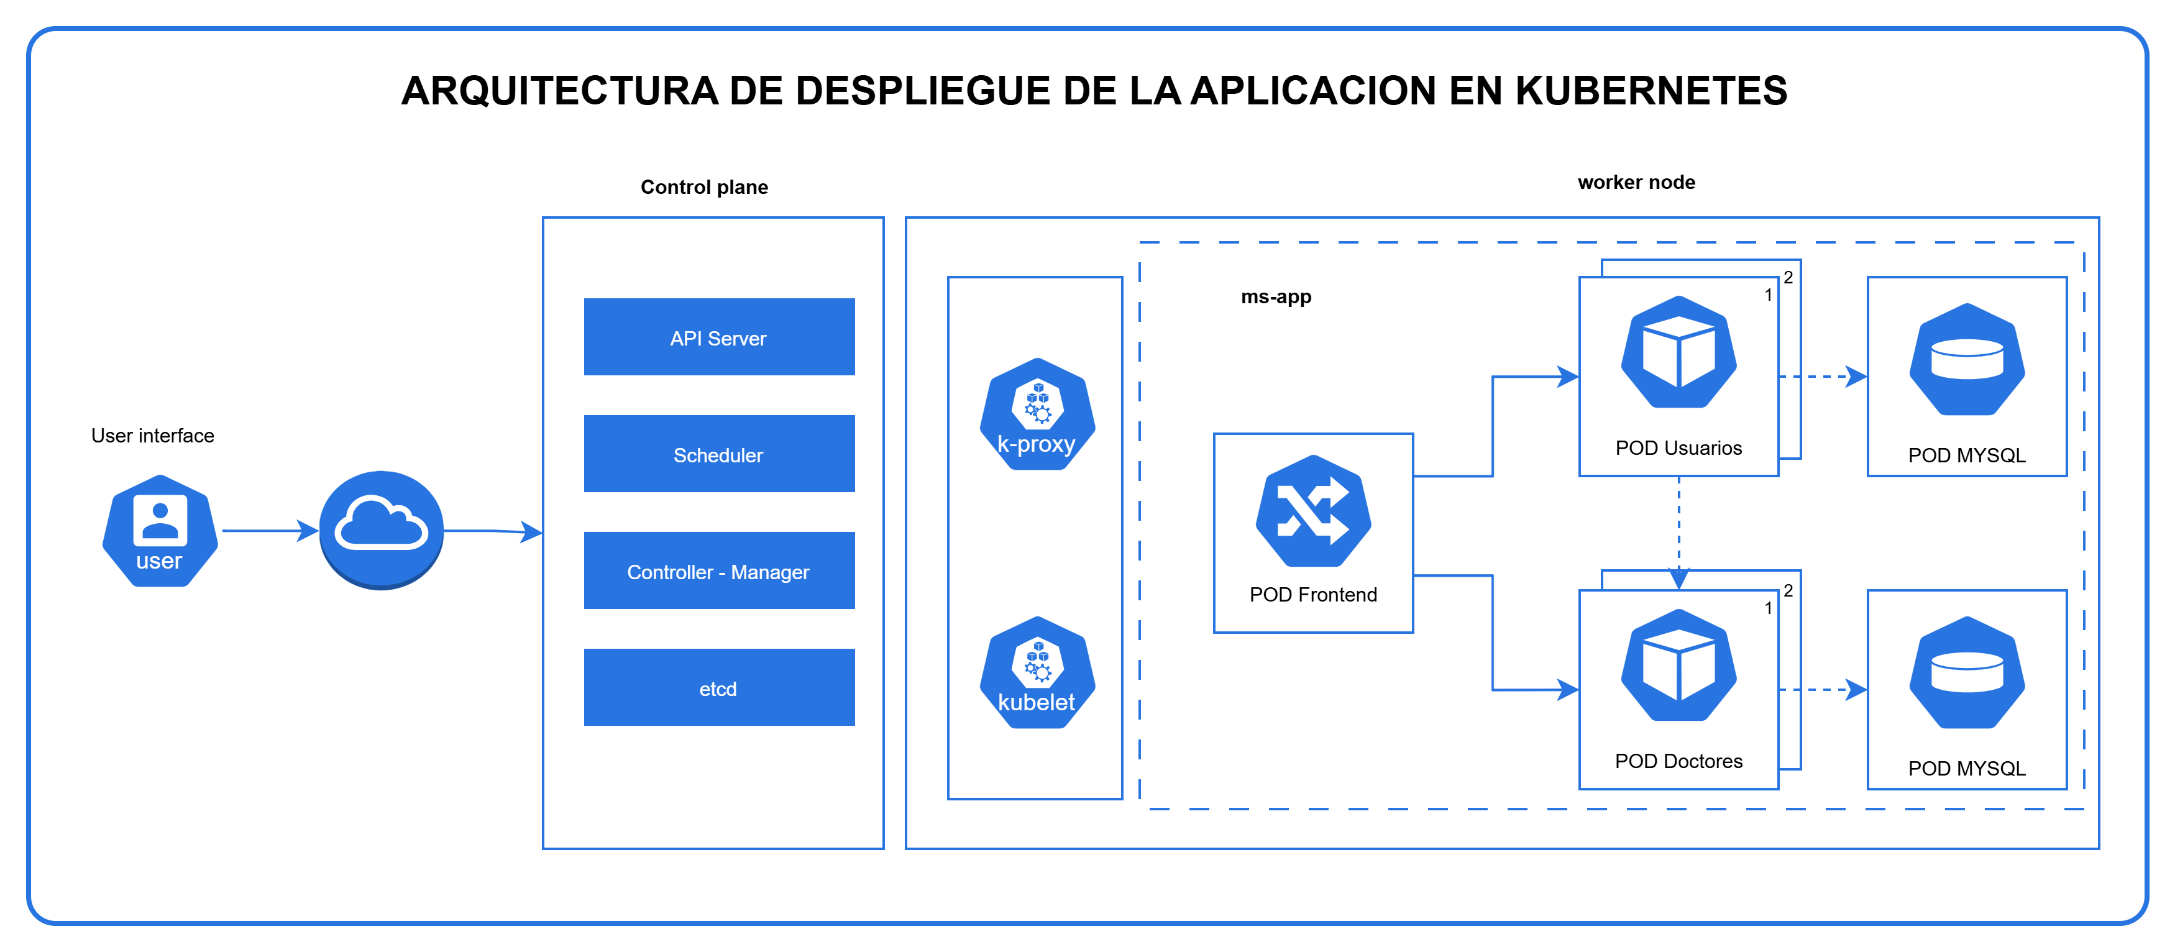 ARQUITECTURA DE DESPLIEGUE DE LA APLICACION EN KUBERNETES
User interface
user
Control plane
API Server
Scheduler
Controller - Manager
etcd
worker node
k-proxy
kubelet
ms-app
POD Frontend
1
2
POD Usuarios
POD MYSQL
1
2
POD Doctores
POD MYSQL